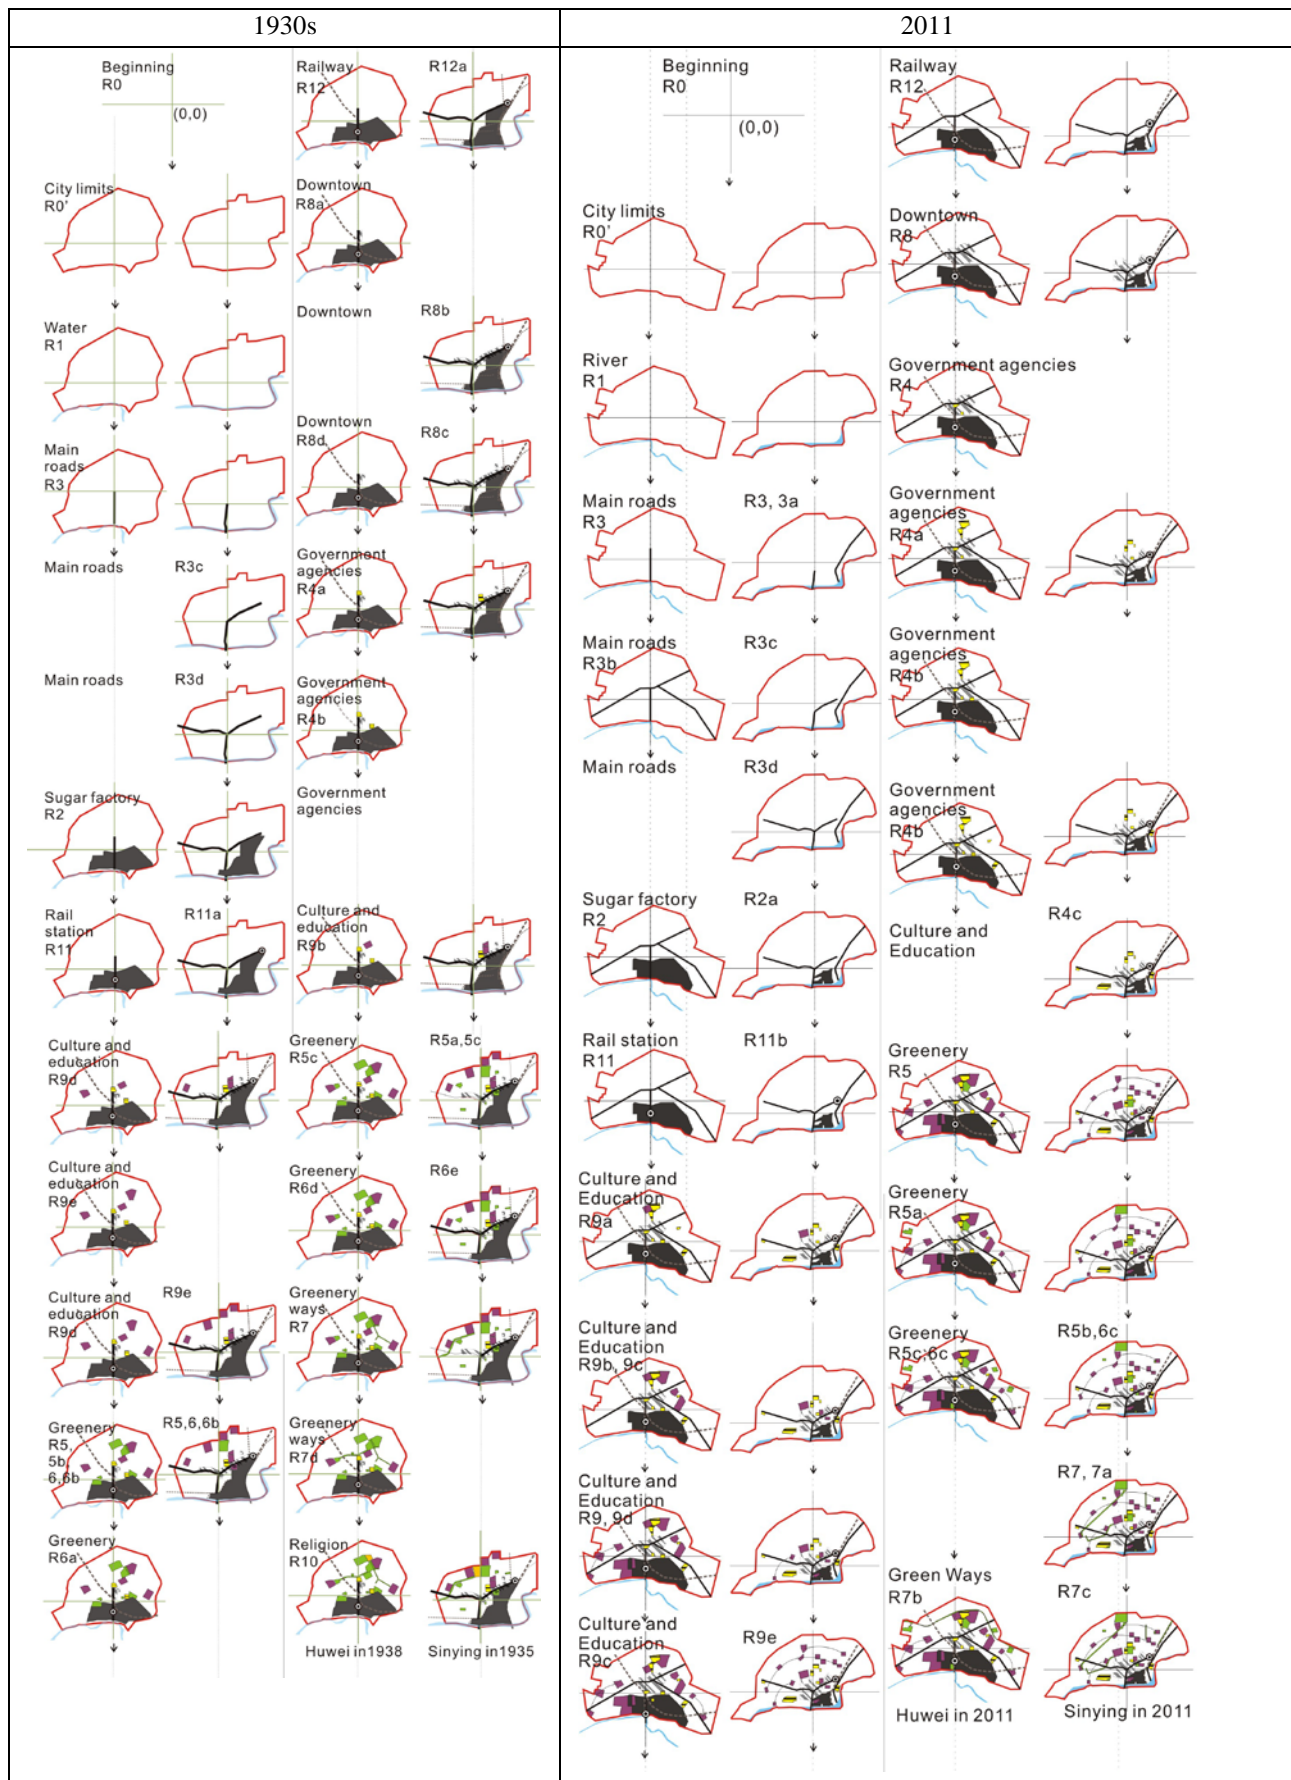 1930s
Beginning
R0
(0,0)
City limits
R0'
Water
R1
Main
roads
R3
Main roads
R3c
Main roads
R3d
Sugar factory
R2
Rail
station
R11
R11a
Culture and
education
R9d
Culture and
education
R9e
Culture and
education
R9d
R9e
Greenery
R5,
5b,
6,6b
R5,6,6b
Greenery
R6a
Railway
R12
R12a
Downtown
R8a
Downtown
R8b
Downtown
R8d
R8c
Government
agencies
R4a
Government
agencies
R4b
Government
agencies
Culture and
education
R9b
Greenery
R5c
R5a,5c
Greenery
R6d
R6e
Greenery
ways
R7
Greenery
ways
R7d
Religion
R10
Huwei in1938
Sinying in1935
2011
Beginning
R0
(0,0)
City limits
R0'
River
R1
Main roads
R3
R3, 3a
Main roads
R3b
R3c
Main roads
R3d
Sugar factory
R2
R2a
Rail station
R11
R11b
Culture and
Education
R9a
Culture and
Education
R9b, 9c
Culture and
Education
R9, 9d
Culture and
Education
R9c
R9e
Railway
R12
Downtown
R8
Government agencies
R4
Government
agencies
R4a
Government
agencies
R4b
Government
agencies
R4b
Culture and
Education
R4c
Greenery
R5
Greenery
R5a
Greenery
R5c,6c
R5b,6c
R7, 7a
Green Ways
R7b
R7c
Huwei in 2011
Sinying in 2011